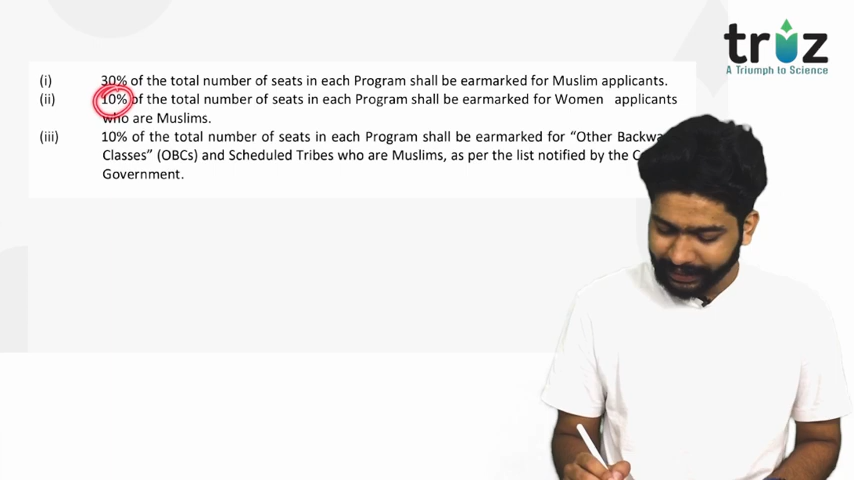 truz
A Triumph to Science
(i) 30% of the total number of seats in each Program shall be earmarked for Muslim applicants.
(ii) 10% of the total number of seats in each Program shall be earmarked for Women applicants
who are Muslims.
(iii) 10% of the total number of seats in each Program shall be earmarked for “Other
Classes” (OBCs) and Scheduled Tribes who are Muslims, as per the list notified by the
Government.